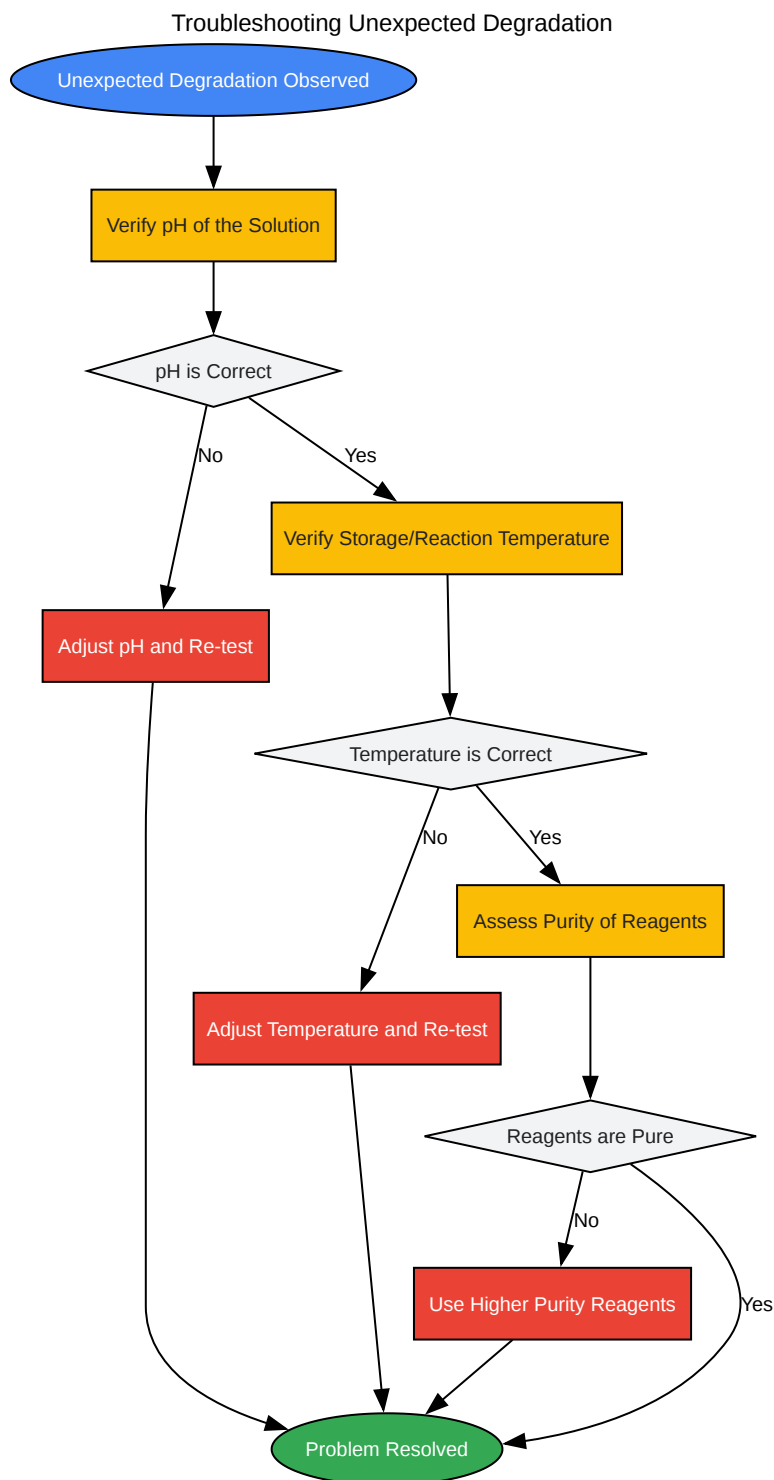 Troubleshooting Unexpected Degradation
Unexpected Degradation Observed
Verify pH of the Solution
pH is Correct
No
Yes
Verify Storage/Reaction Temperature
Adjust pH and Re-test
Temperature is Correct
No
Yes
Assess Purity of Reagents
Adjust Temperature and Re-test
Reagents are Pure
No
Use Higher Purity Reagents
Yes
Problem Resolved